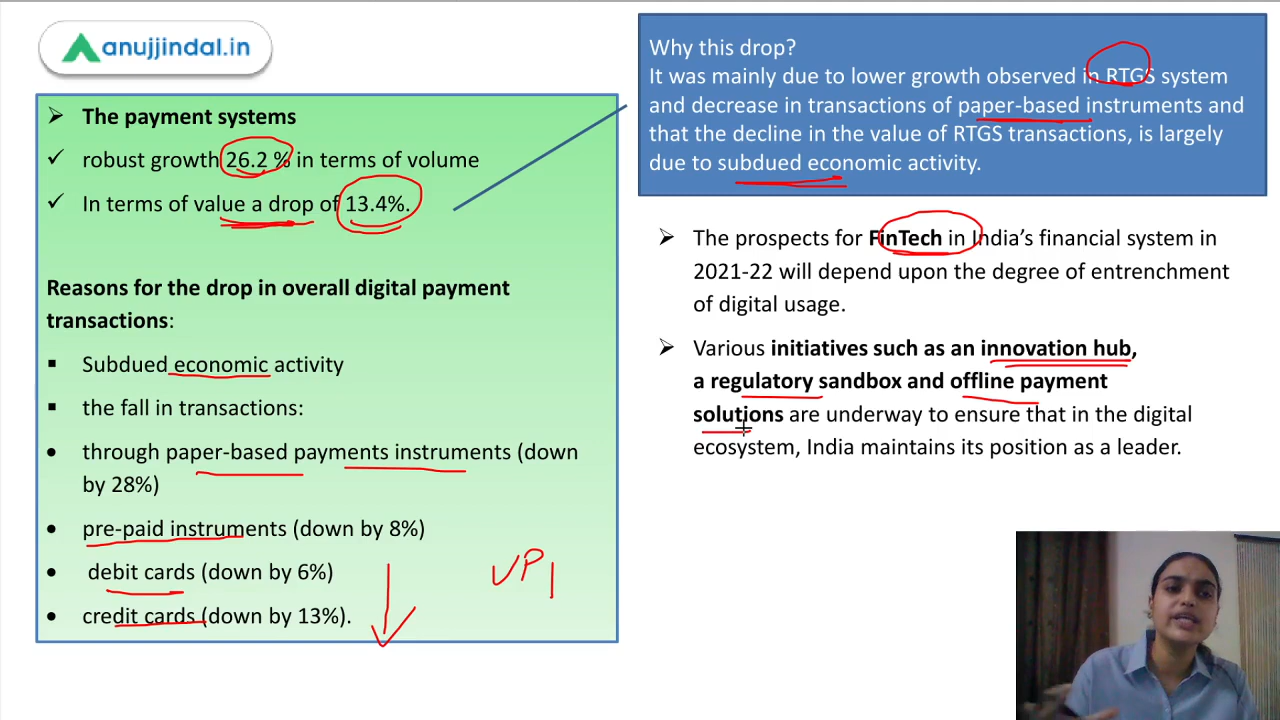 anujjindal.in
➢ The payment systems
✓ robust growth 26.2 % in terms of volume
✓ In terms of value a drop of 13.4%.
Reasons for the drop in overall digital payment
transactions:
▪ Subdued economic activity
▪ the fall in transactions:
• through paper-based payments instruments (down
by 28%)
• pre-paid instruments (down by 8%)
• debit cards (down by 6%)
• credit cards (down by 13%).
UPI
Why this drop?
It was mainly due to lower growth observed in RTGS system
and decrease in transactions of paper-based instruments and
that the decline in the value of RTGS transactions, is largely
due to subdued economic activity.
➢ The prospects for FinTech in India’s financial system in
2021-22 will depend upon the degree of entrenchment
of digital usage.
➢ Various initiatives such as an innovation hub,
a regulatory sandbox and offline payment
solutions are underway to ensure that in the digital
ecosystem, India maintains its position as a leader.